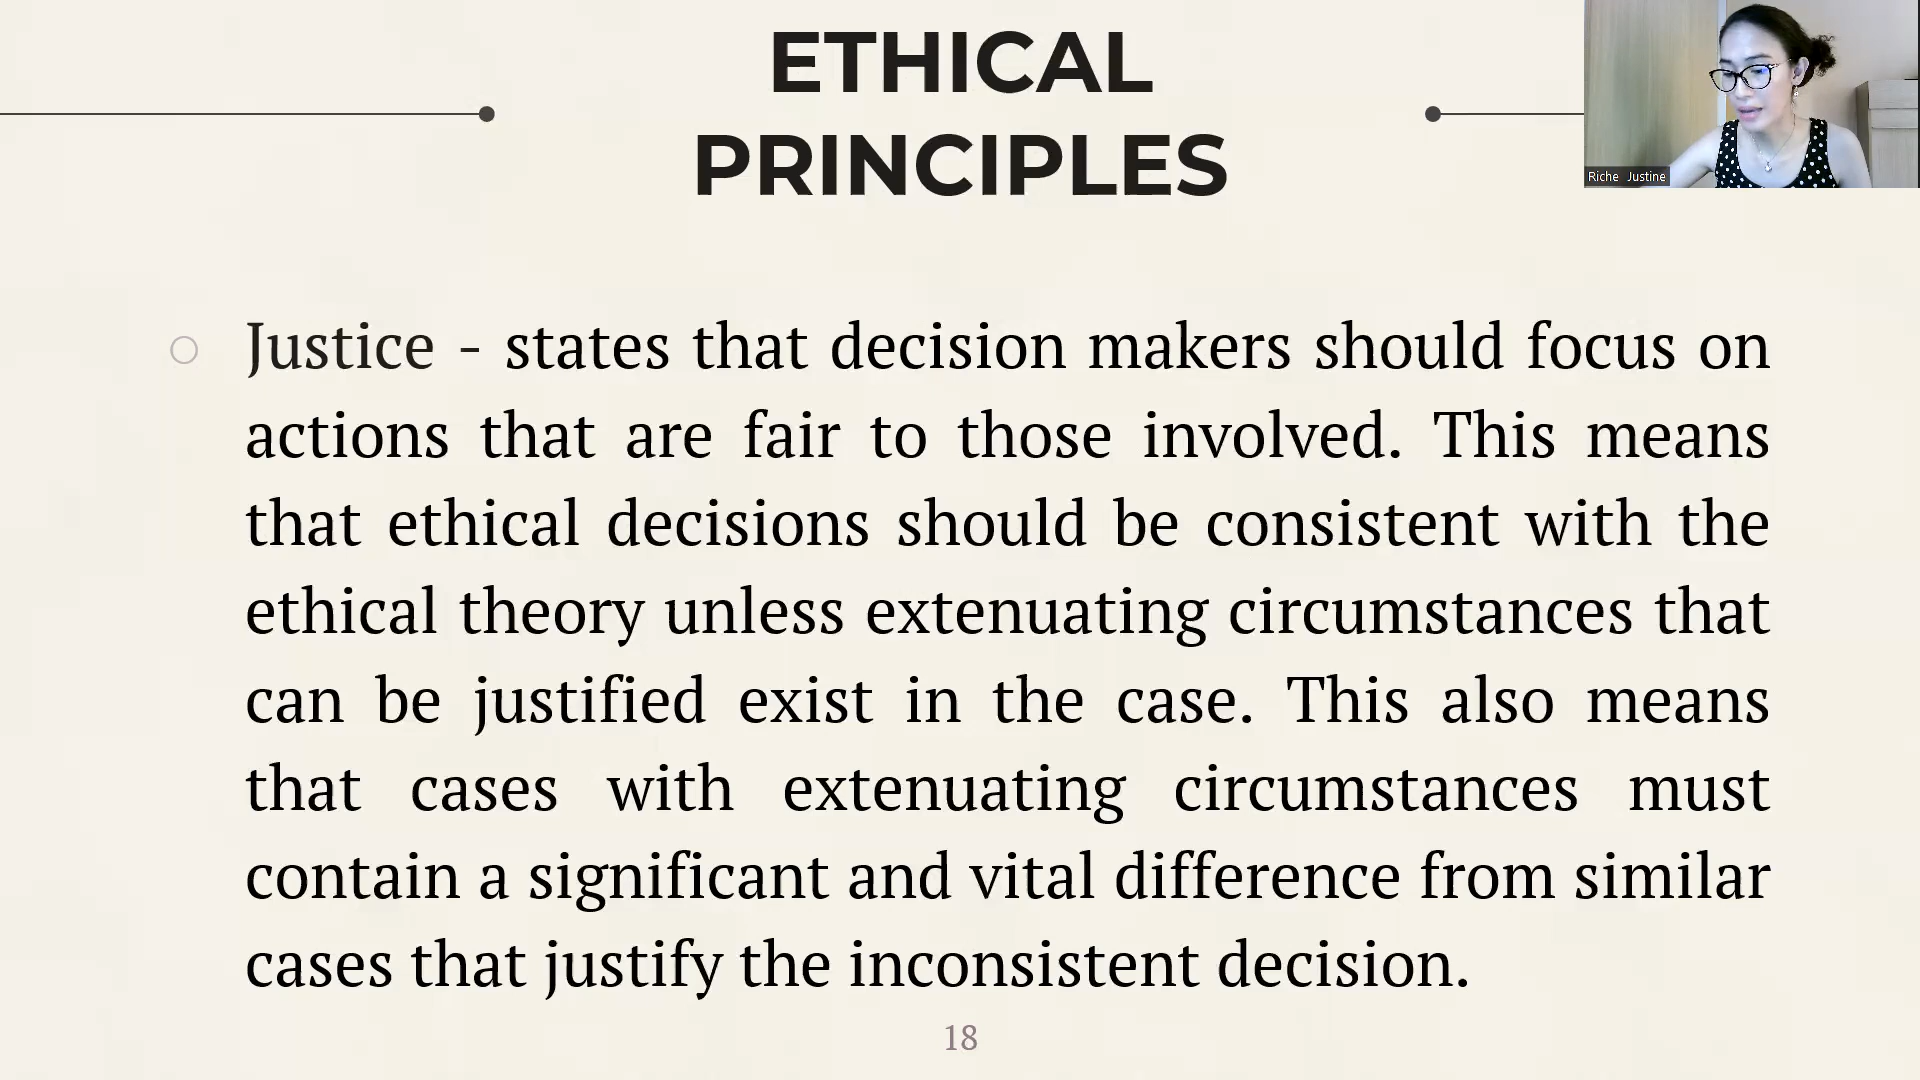 ETHICAL
PRINCIPLES
Riche Justine
Justice - states that decision makers should focus on
actions that are fair to those involved. This means
that ethical decisions should be consistent with the
ethical theory unless extenuating circumstances that
can be justified exist in the case. This also means
that cases with extenuating circumstances must
contain a significant and vital difference from similar
cases that justify the inconsistent decision.
18